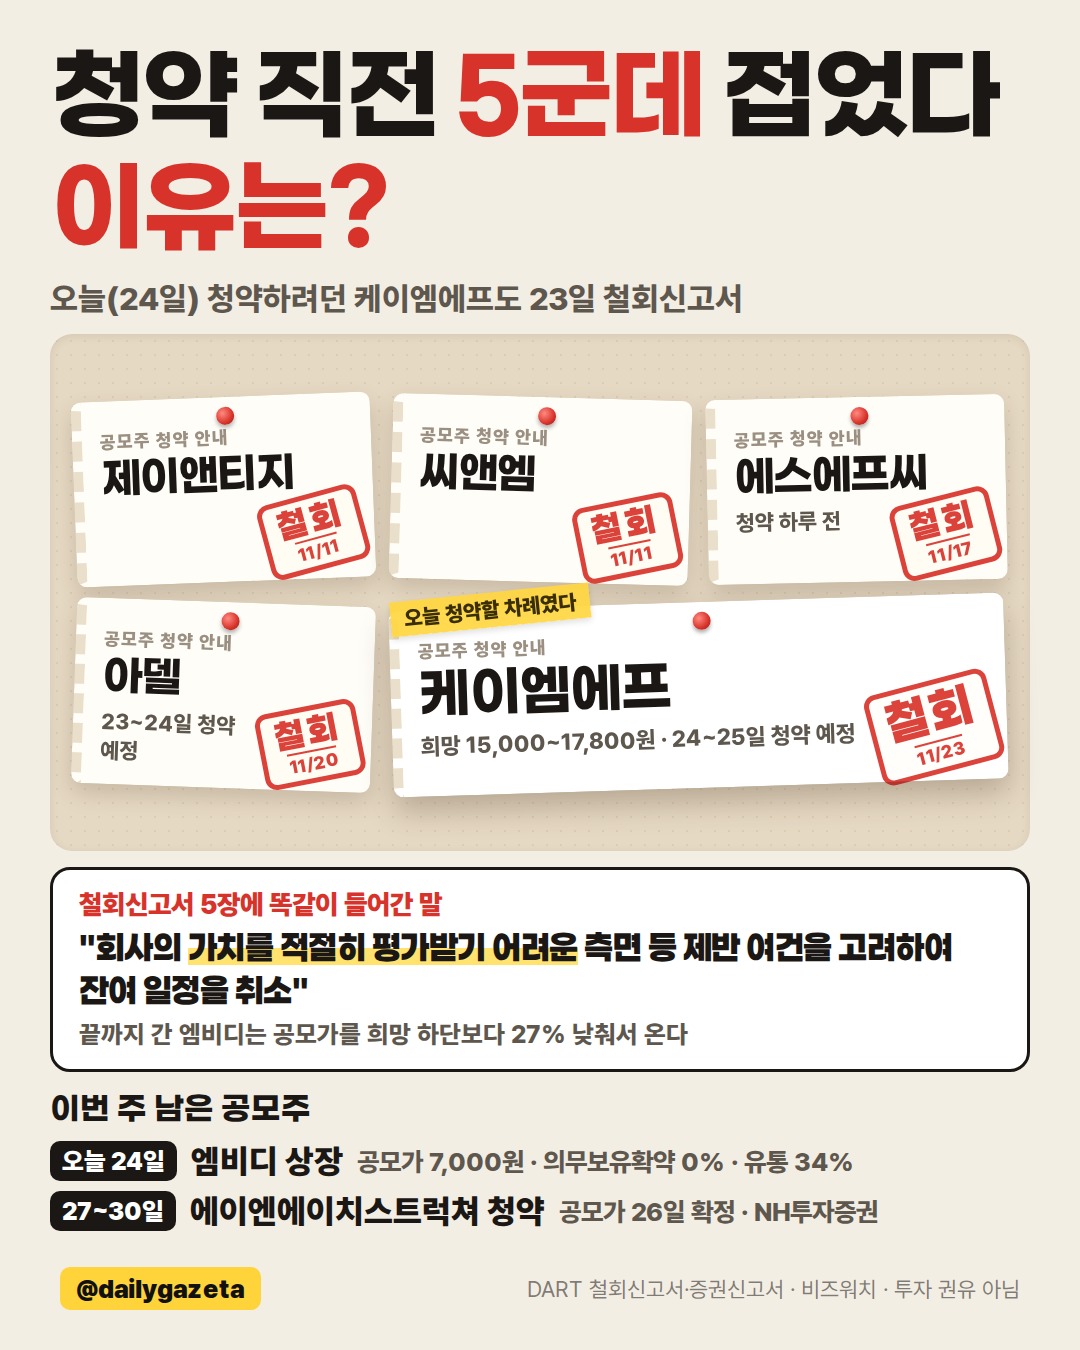 청약 직전 5군데 접었다
이유는?
오늘(24일) 청약하려던 케이엠에프도 23일 철회신고서
공모주 청약 안내
제이앤티지
철회
11/11
공모주 청약 안내
씨앤엠
철회
11/11
공모주 청약 안내
에스에프씨
청약 하루 전
철회
11/17
공모주 청약 안내
아델
23~24일 청약
예정
철회
11/20
오늘 청약할 차례였다
공모주 청약 안내
케이엠에프
희망 15,000~17,800원 · 24~25일 청약 예정
철회
11/23
철회신고서 5장에 똑같이 들어간 말
"회사의 가치를 적절히 평가받기 어려운 측면 등 제반 여건을 고려하여
잔여 일정을 취소"
끝까지 간 엠비디는 공모가를 희망 하단보다 27% 낮춰서 온다
이번 주 남은 공모주
오늘 24일 엠비디 상장 공모가 7,000원 · 의무보유확약 0% · 유통 34%
27~30일 에이엔에이치스트럭쳐 청약 공모가 26일 확정 · NH투자증권
@dailygazeta
DART 철회신고서·증권신고서 · 비즈워치 · 투자 권유 아님